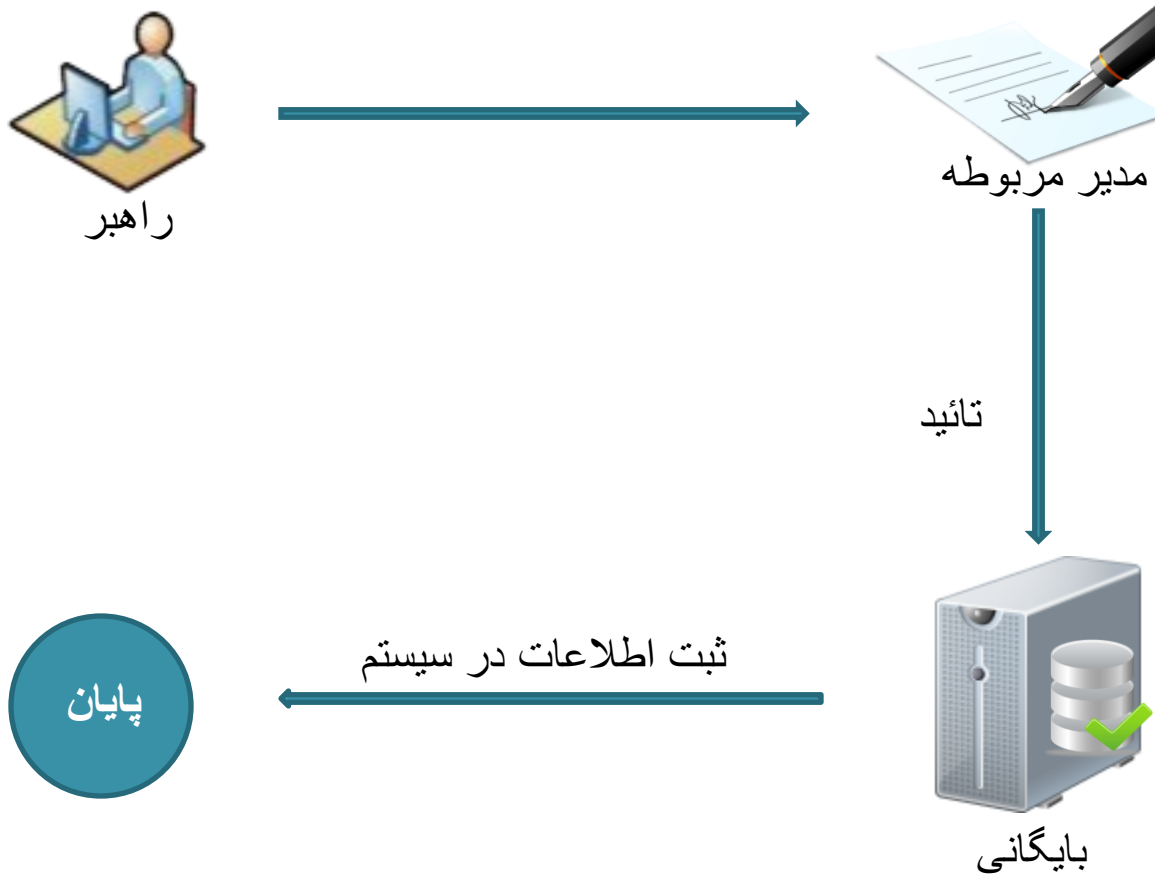 راهبر
مدیر مربوطه
تائید
بایگانی
ثبت اطلاعات در سیستم
پایان